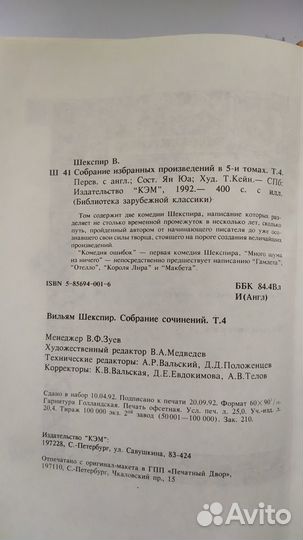 Шекспир В.
Ш 41 Собрание избранных произведений в 5-и томах. Т.4.
Перев. с англ.; Сост. Ян Юа; Худ. Т.Кейн.— СПб:
Издательство "КЭМ", 1992.— 400 с. с илл.
(Библиотека зарубежной классики)
Том содержит две комедии Шекспира, написание которых разделяет
не столько временной промежуток в несколько лет, сколько
путь, пройденный автором от начинающего писателя до уже осознавшего
свои силы творца, стоящего на пороге создания величайших
произведений.
"Комедия ошибок" — первая комедия Шекспира, "Много шума
из ничего" — непосредственно предшествует написанию "Гамлета",
"Отелло", "Короля Лира" и "Макбета".
ISBN 5-85694-001-6
ББК 84.4Вл
И(Англ)
Вильям Шекспир. Собрание сочинений. Т.4
Менеджер В.Ф.Зуев
Художественный редактор В.А.Медведев
Технические редакторы: А.Р.Вальский, Д.Д.Положенцев
Корректоры: К.В.Вальская, Д.Е.Евдокимова, А.В.Телов
Сдано в набор 10.04.92. Подписано к печати 20.09.92. Формат 60×90
Гарнитура Голландская. Печать офсетная. Усл. печ. л. 25,0. Уч.-изд. л.
20,4. Тираж 100 000 экз. завод (50001—100 000). Зак. 210.
Издательство "КЭМ":
197228, С.-Петербург, ул. Савушкина, 83-424
Отпечатано с оригинал-макета в ГПП «Печатный Двор»,
197110, С.-Петербург, Чкаловский пр., 15
Avito